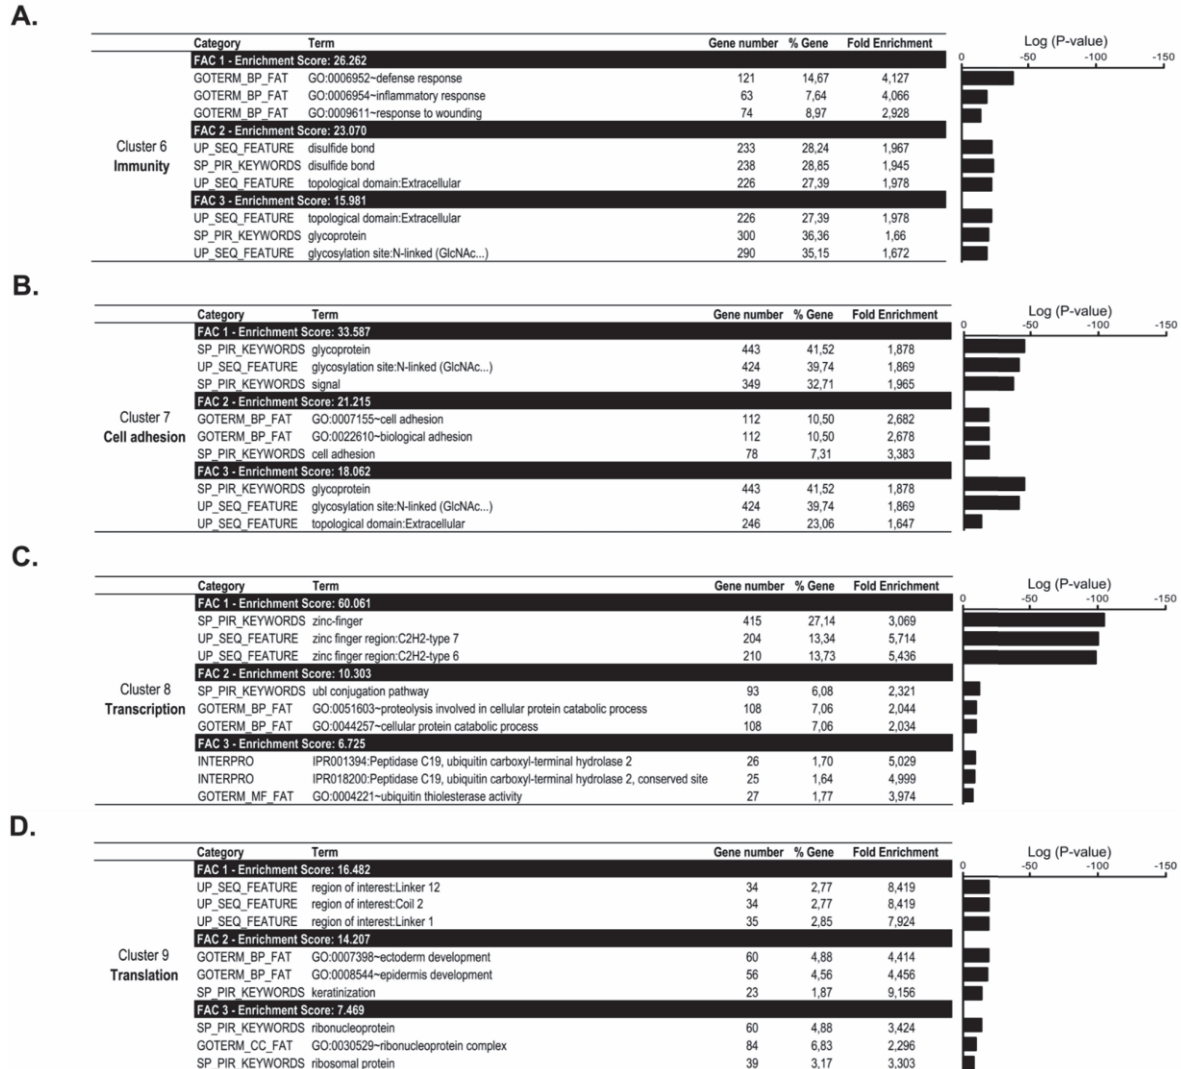 A.
Category Term Gene number % Gene Fold Enrichment Log (P-value)
0 -50 -100 -150
FAC 1 - Enrichment Score: 26.262
GOTERM_BP_FAT GO:0006952~defense response 121 14,67 4,127
GOTERM_BP_FAT GO:0006954~inflammatory response 63 7,64 4,066
GOTERM_BP_FAT GO:0009611~response to wounding 74 8,97 2,928
FAC 2 - Enrichment Score: 23.070
Cluster 6 UP_SEQ_FEATURE disulfide bond 233 28,24 1,967
Immunity SP_PIR_KEYWORDS disulfide bond 238 28,85 1,945
UP_SEQ_FEATURE topological domain:Extracellular 226 27,39 1,978
FAC 3 - Enrichment Score: 15.981
UP_SEQ_FEATURE topological domain:Extracellular 226 27,39 1,978
SP_PIR_KEYWORDS glycoprotein 300 36,36 1,66
UP_SEQ_FEATURE glycosylation site:N-linked (GlcNAc...) 290 35,15 1,672
B.
Category Term Gene number % Gene Fold Enrichment Log (P-value)
0 -50 -100 -150
FAC 1 - Enrichment Score: 33.587
SP_PIR_KEYWORDS glycoprotein 443 41,52 1,878
UP_SEQ_FEATURE glycosylation site:N-linked (GlcNAc...) 424 39,74 1,869
SP_PIR_KEYWORDS signal 349 32,71 1,965
FAC 2 - Enrichment Score: 21.215
Cluster 7 GOTERM_BP_FAT GO:0007155~cell adhesion 112 10,50 2,682
Cell adhesion GOTERM_BP_FAT GO:0022610~biological adhesion 112 10,50 2,678
SP_PIR_KEYWORDS cell adhesion 78 7,31 3,383
FAC 3 - Enrichment Score: 18.062
SP_PIR_KEYWORDS glycoprotein 443 41,52 1,878
UP_SEQ_FEATURE glycosylation site:N-linked (GlcNAc...) 424 39,74 1,869
UP_SEQ_FEATURE topological domain:Extracellular 246 23,06 1,647
C.
Category Term Gene number % Gene Fold Enrichment Log (P-value)
0 -50 -100 -150
FAC 1 - Enrichment Score: 60.061
SP_PIR_KEYWORDS zinc-finger 415 27,14 3,069
UP_SEQ_FEATURE zinc finger region:C2H2-type 7 204 13,34 5,714
UP_SEQ_FEATURE zinc finger region:C2H2-type 6 210 13,73 5,436
FAC 2 - Enrichment Score: 10.303
Cluster 8 SP_PIR_KEYWORDS ubl conjugation pathway 93 6,08 2,321
Transcription GOTERM_BP_FAT GO:0051603~proteolysis involved in cellular protein catabolic process 108 7,06 2,044
GOTERM_BP_FAT GO:0044257~cellular protein catabolic process 108 7,06 2,034
FAC 3 - Enrichment Score: 6.725
INTERPRO IPR001394:Peptidase C19, ubiquitin carboxyl-terminal hydrolase 2 26 1,70 5,029
INTERPRO IPR018200:Peptidase C19, ubiquitin carboxyl-terminal hydrolase 2, conserved site 25 1,64 4,999
GOTERM_MF_FAT GO:0004221~ubiquitin thiolesterase activity 27 1,77 3,974
D.
Category Term Gene number % Gene Fold Enrichment Log (P-value)
0 -50 -100 -150
FAC 1 - Enrichment Score: 16.482
UP_SEQ_FEATURE region of interest:Linker 12 34 2,77 8,419
UP_SEQ_FEATURE region of interest:Coil 2 34 2,77 8,419
UP_SEQ_FEATURE region of interest:Linker 1 35 2,85 7,924
FAC 2 - Enrichment Score: 14.207
Cluster 9 GOTERM_BP_FAT GO:0007398~ectoderm development 60 4,88 4,414
Translation GOTERM_BP_FAT GO:0008544~epidermis development 56 4,56 4,456
SP_PIR_KEYWORDS keratinization 23 1,87 9,156
FAC 3 - Enrichment Score: 7.469
SP_PIR_KEYWORDS ribonucleoprotein 60 4,88 3,424
GOTERM_CC_FAT GO:0030529~ribonucleoprotein complex 84 6,83 2,296
SP_PIR_KEYWORDS ribosomal protein 39 3,17 3,303